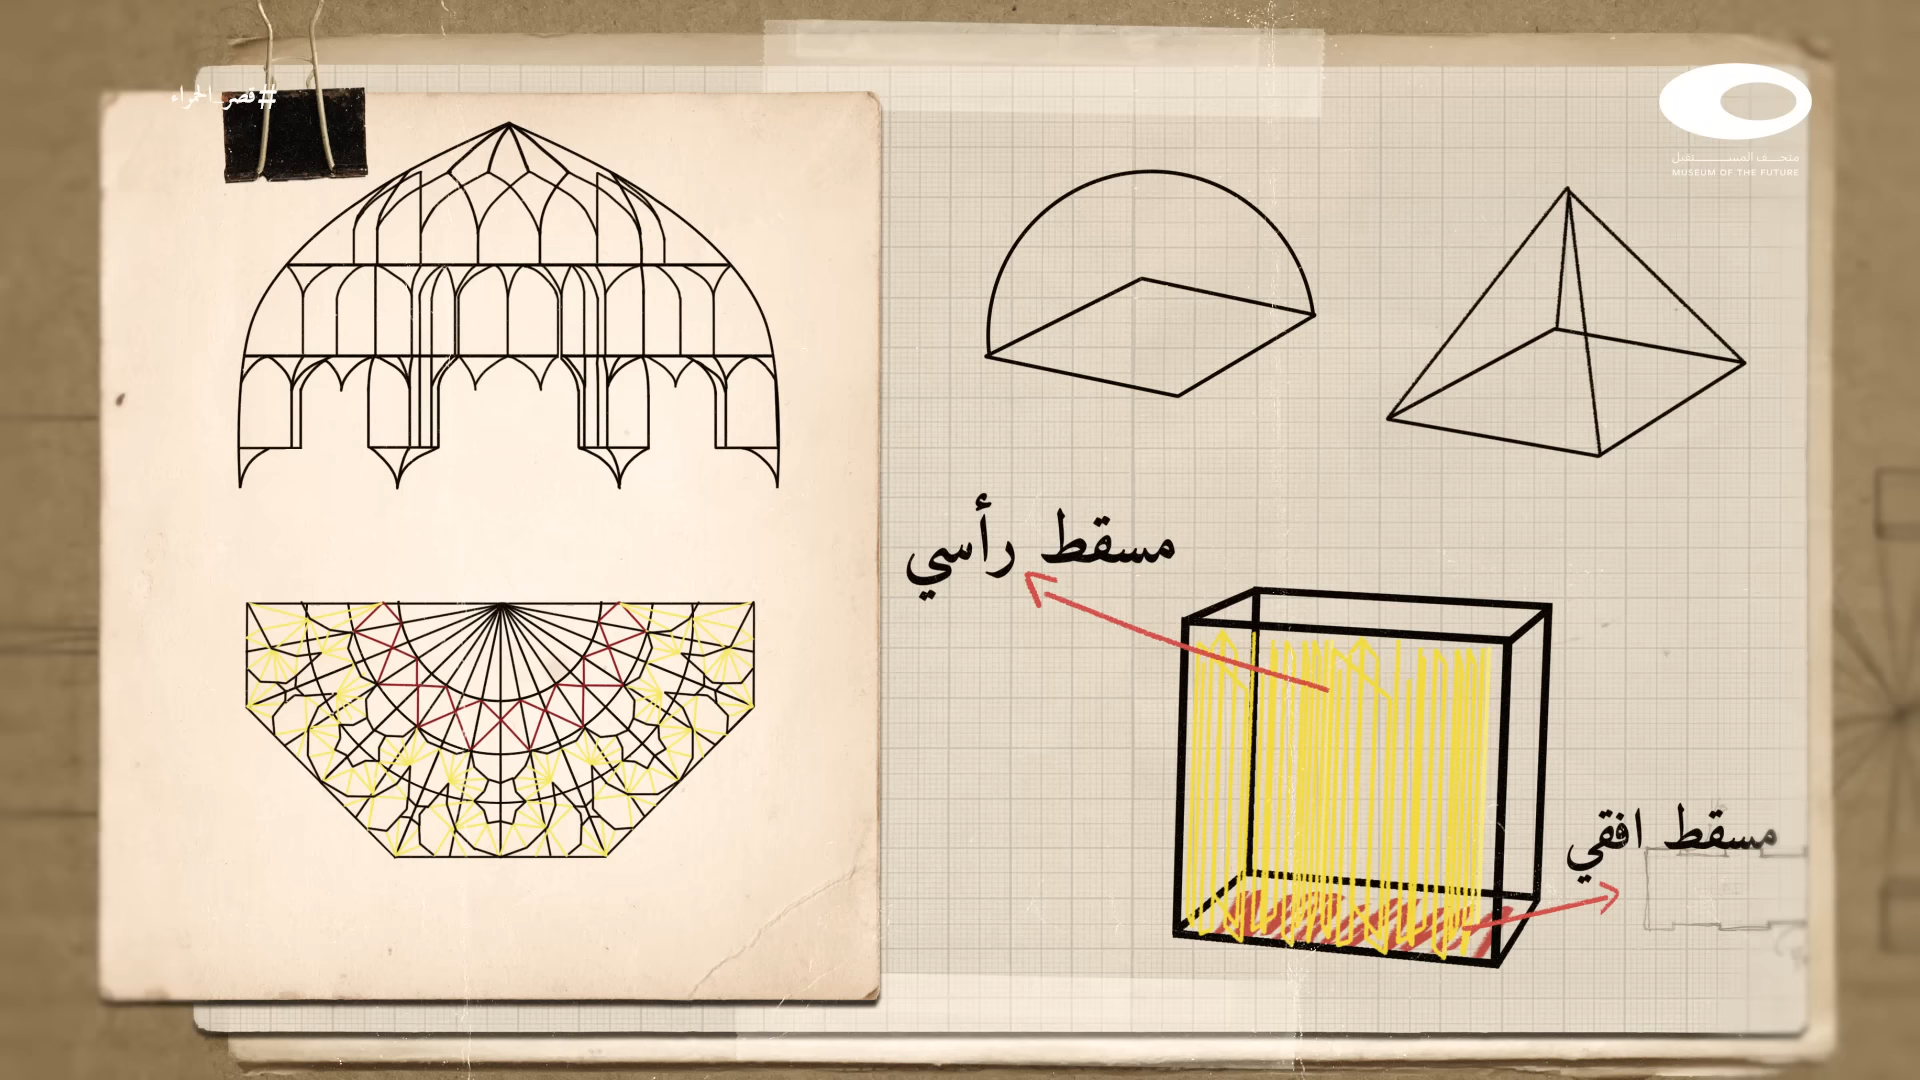 #قصر_الحمراء
متحف المستقبل
MUSEUM OF THE FUTURE
مسقط رأسي
مسقط افقي